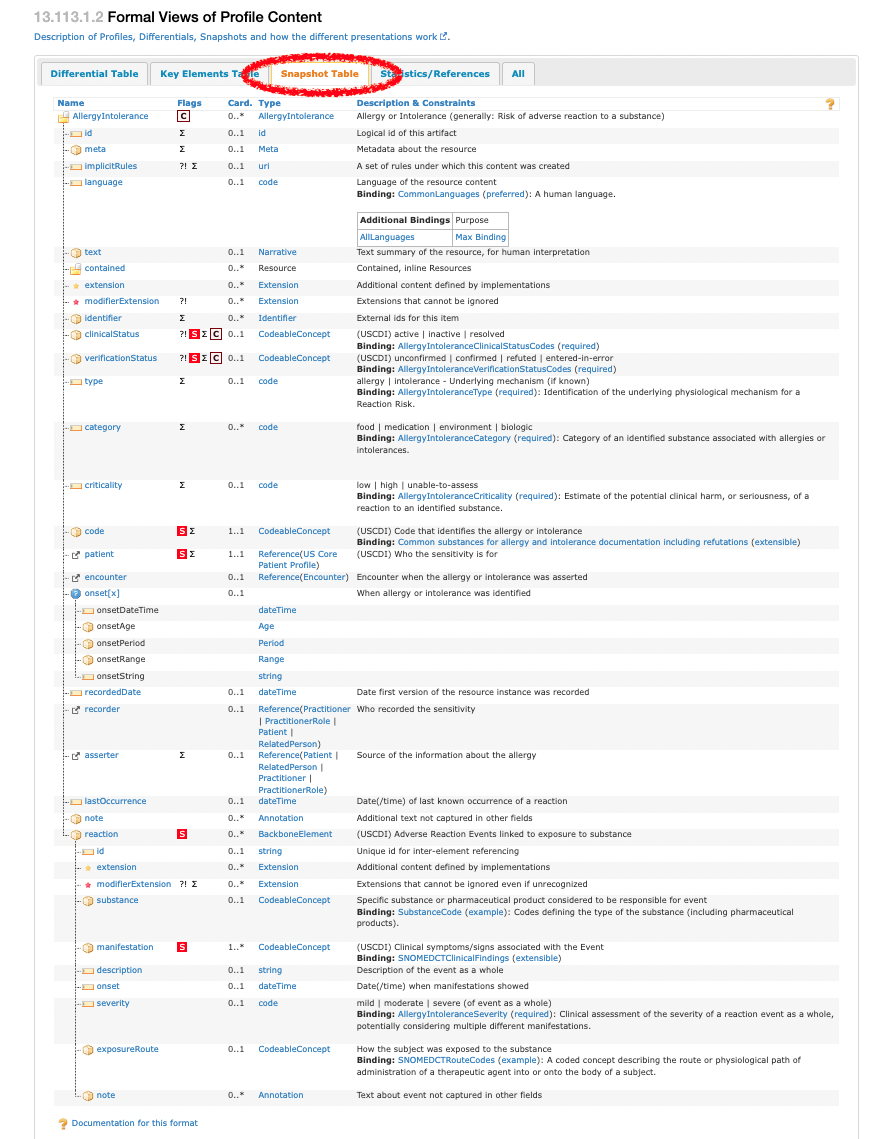 13.113.1.2 Formal Views of Profile Content
Description of Profiles, Differentials, Snapshots and how the different presentations work.
Differential Table Key Elements Table Snapshot Table Statistics/References All
Name Flags Card. Type Description & Constraints ?
AllergyIntolerance C 0..* AllergyIntolerance Allergy or Intolerance (generally: Risk of adverse reaction to a substance)
id Σ 0..1 id Logical id of this artifact
meta Σ 0..1 Meta Metadata about the resource
implicitRules ?! Σ 0..1 uri A set of rules under which this content was created
language 0..1 code Language of the resource content
Binding: CommonLanguages (preferred): A human language.
Additional Bindings Purpose
AllLanguages Max Binding
text 0..1 Narrative Text summary of the resource, for human interpretation
contained 0..* Resource Contained, inline Resources
extension 0..* Extension Additional content defined by implementations
modifierExtension ?! 0..* Extension Extensions that cannot be ignored
identifier Σ 0..* Identifier External ids for this item
clinicalStatus ?! S Σ C 0..1 CodeableConcept (USCDI) active | inactive | resolved
Binding: AllergyIntoleranceClinicalStatusCodes (required)
verificationStatus ?! S Σ C 0..1 CodeableConcept (USCDI) unconfirmed | confirmed | refuted | entered-in-error
Binding: AllergyIntoleranceVerificationStatusCodes (required)
type Σ 0..1 code allergy | intolerance - Underlying mechanism (if known)
Binding: AllergyIntoleranceType (required): Identification of the underlying physiological mechanism for a
Reaction Risk.
category Σ 0..* code food | medication | environment | biologic
Binding: AllergyIntoleranceCategory (required): Category of an identified substance associated with allergies or
intolerances.
criticality Σ 0..1 code low | high | unable-to-assess
Binding: AllergyIntoleranceCriticality (required): Estimate of the potential clinical harm, or seriousness, of a
reaction to an identified substance.
code S Σ 1..1 CodeableConcept (USCDI) Code that identifies the allergy or intolerance
Binding: Common substances for allergy and intolerance documentation including refutations (extensible)
patient S Σ 1..1 Reference(US Core (USCDI) Who the sensitivity is for
Patient Profile)
encounter 0..1 Reference(Encounter) Encounter when the allergy or intolerance was asserted
onset[x] 0..1 When allergy or intolerance was identified
onsetDateTime dateTime
onsetAge Age
onsetPeriod Period
onsetRange Range
onsetString string
recordedDate 0..1 dateTime Date first version of the resource instance was recorded
recorder 0..1 Reference(Practitioner Who recorded the sensitivity
| PractitionerRole |
Patient |
RelatedPerson)
asserter Σ 0..1 Reference(Patient | Source of the information about the allergy
RelatedPerson |
Practitioner |
PractitionerRole)
lastOccurrence 0..1 dateTime Date(/time) of last known occurrence of a reaction
note 0..* Annotation Additional text not captured in other fields
reaction S 0..* BackboneElement (USCDI) Adverse Reaction Events linked to exposure to substance
id 0..1 string Unique id for inter-element referencing
extension 0..* Extension Additional content defined by implementations
modifierExtension ?! Σ 0..* Extension Extensions that cannot be ignored even if unrecognized
substance 0..1 CodeableConcept Specific substance or pharmaceutical product considered to be responsible for event
Binding: SubstanceCode (example): Codes defining the type of the substance (including pharmaceutical
products).
manifestation S 1..* CodeableConcept (USCDI) Clinical symptoms/signs associated with the Event
Binding: SNOMEDCTClinicalFindings (extensible)
description 0..1 string Description of the event as a whole
onset 0..1 dateTime Date(/time) when manifestations showed
severity 0..1 code mild | moderate | severe (of event as a whole)
Binding: AllergyIntoleranceSeverity (required): Clinical assessment of the severity of a reaction event as a whole,
potentially considering multiple different manifestations.
exposureRoute 0..1 CodeableConcept How the subject was exposed to the substance
Binding: SNOMEDCTRouteCodes (example): A coded concept describing the route or physiological path of
administration of a therapeutic agent into or onto the body of a subject.
note 0..* Annotation Text about event not captured in other fields
? Documentation for this format